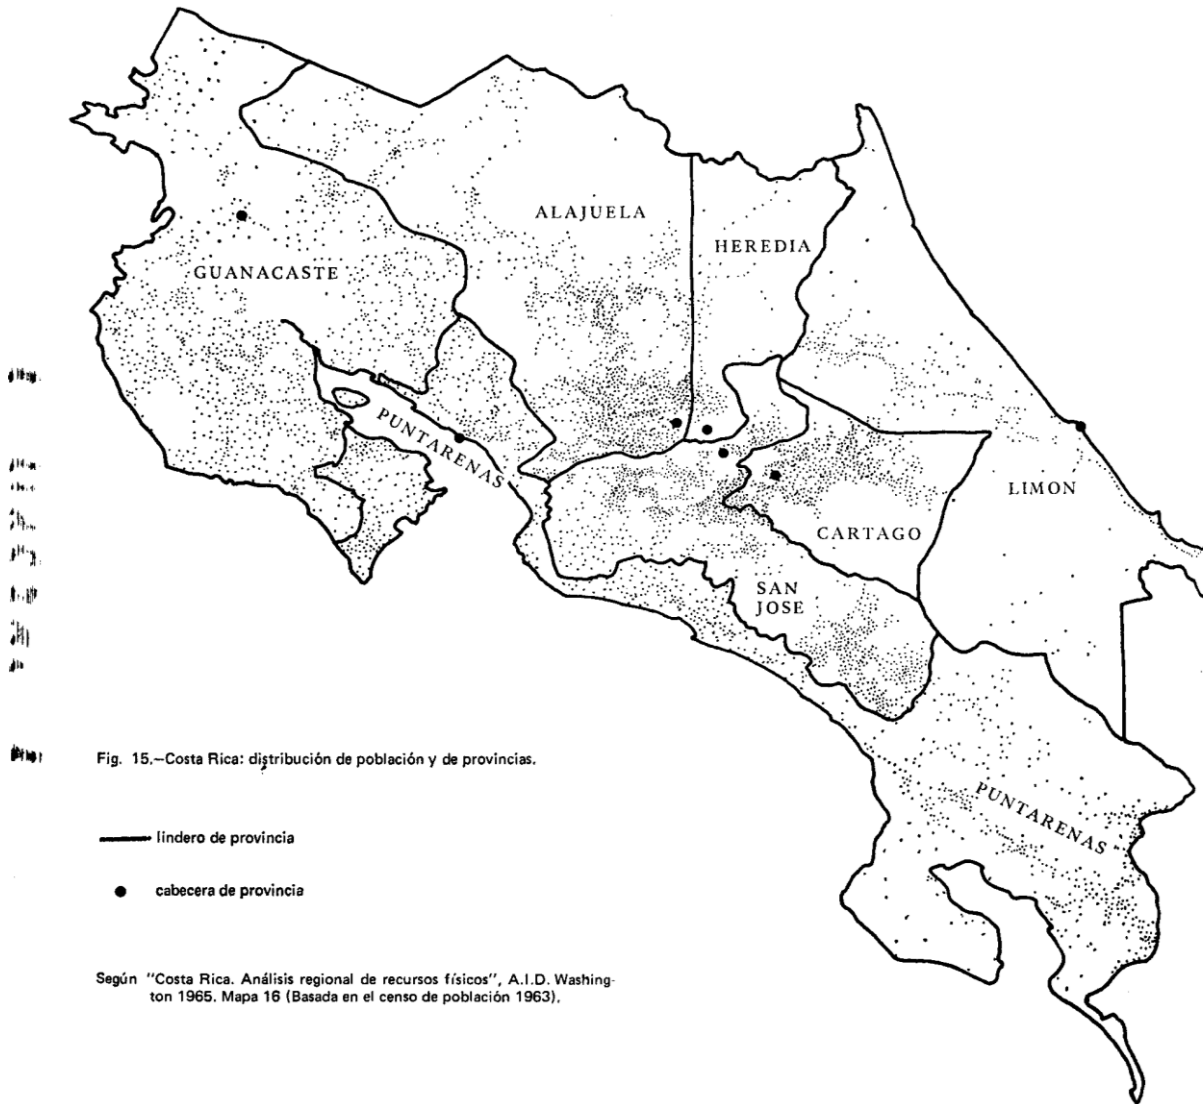 ALAJUELA
HEREDIA
GUANACASTE
PUNTARENAS
LIMON
CARTAGO
SAN
JOSE
PUNTARENAS
Fig. 15.—Costa Rica: distribución de población y de provincias.
lindero de provincia
cabecera de provincia
Según "Costa Rica. Análisis regional de recursos físicos", A.I.D. Washing-
ton 1965. Mapa 16 (Basada en el censo de población 1963).